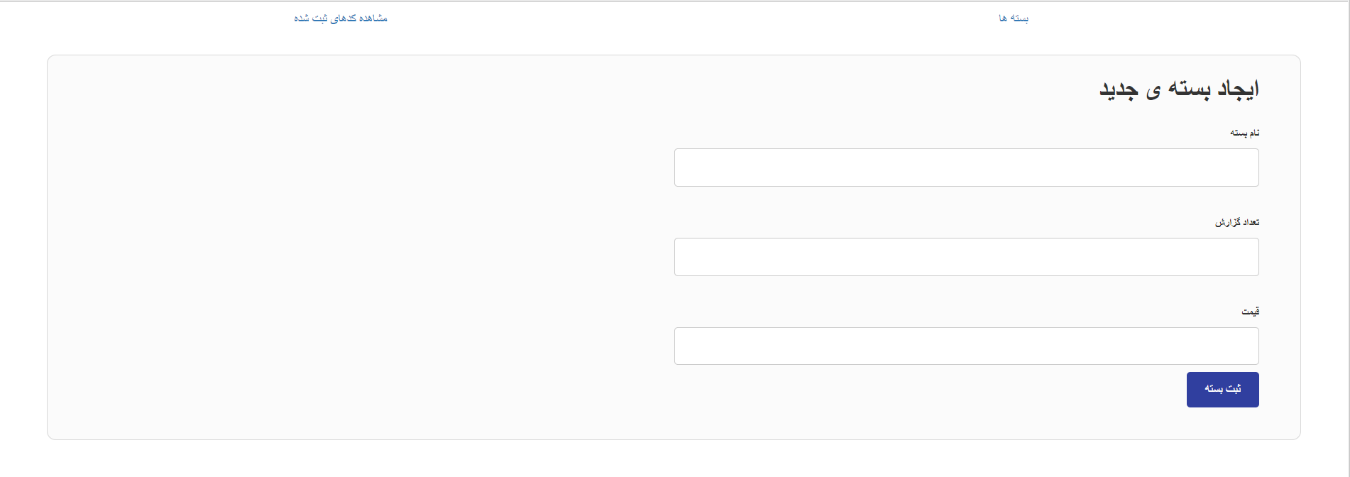 بسته ها
مشاهده کدهای ثبت شده
ایجاد بسته ی جدید
نام بسته
تعداد گزارش
قیمت
ثبت بسته